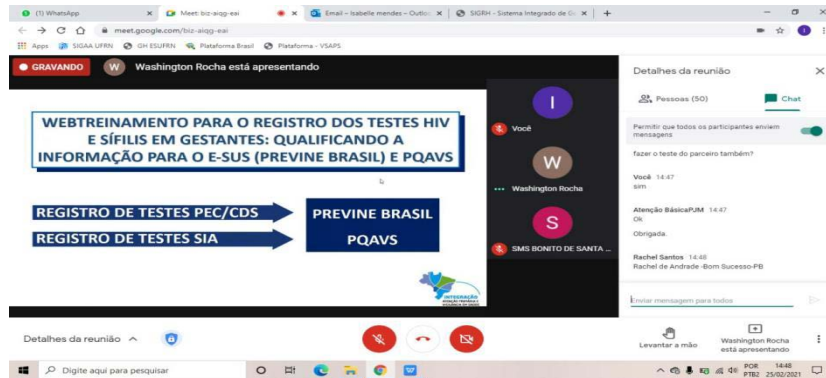 (1) WhatsApp
Meet: biz-aiqg-eai
Email – Isabelle mendes – Outlo
SIGRH - Sistema Integrado de G
meet.google.com/biz-aiqg-eai
Apps
SIGAA UFRN
GH ESUFRN
Plataforma Brasil
Plataforma - VSAPS
GRAVANDO
W
Washington Rocha está apresentando
WEBTREINAMENTO PARA O REGISTRO DOS TESTES HIV
E SÍFILIS EM GESTANTES: QUALIFICANDO A
INFORMAÇÃO PARA O E-SUS (PREVINE BRASIL) E PQAVS
REGISTRO DE TESTES PEC/CDS
PREVINE BRASIL
REGISTRO DE TESTES SIA
PQAVS
INTEGRAÇÃO
I
Você
W
Washington Rocha
S
SMS BONITO DE SANTA ...
Detalhes da reunião
Pessoas (50)
Chat
Permitir que todos os participantes enviem
mensagens
fazer o teste do parceiro também?
Você 14:47
sim
Atenção BásicaPJM 14:47
Ok
Obrigada.
Rachel Santos 14:48
Rachel de Andrade -Bom Sucesso-PB
Enviar mensagem para todos
Detalhes da reunião
Levantar a mão
Washington Rocha
está apresentando
Digite aqui para pesquisar
POR
PTB2
14:48
25/02/2021